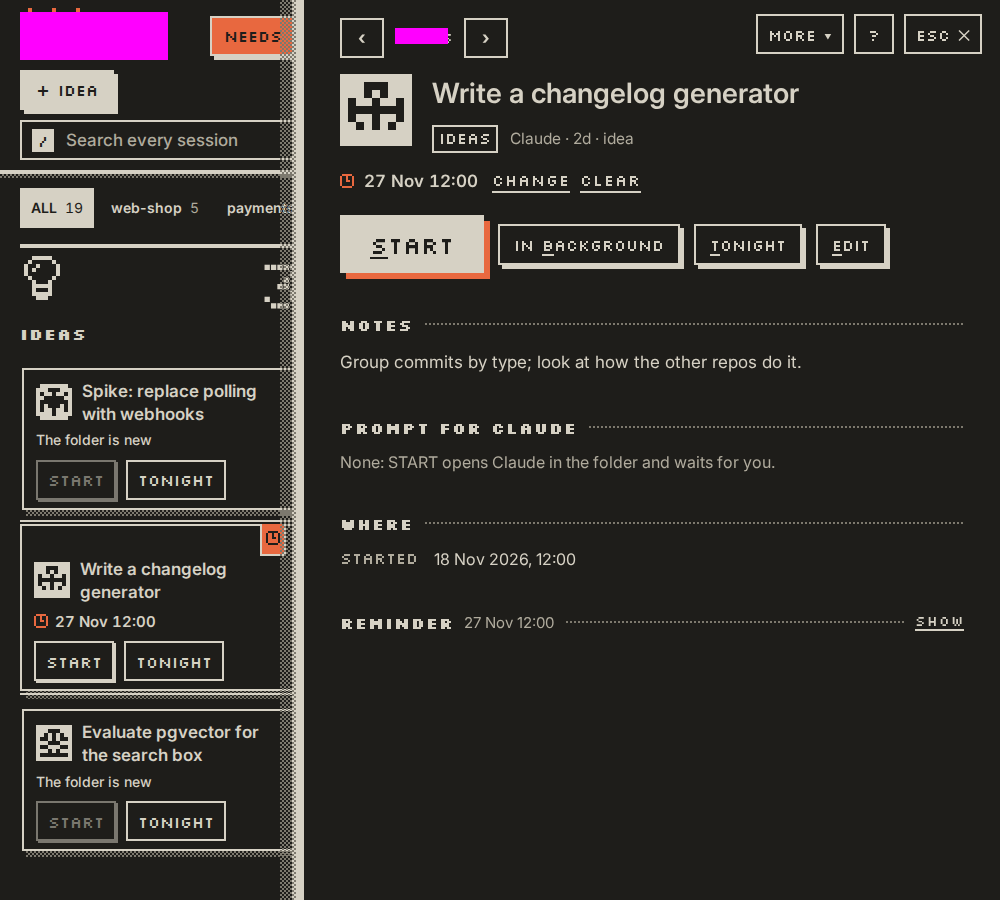 NEEDS
+ IDEA
/ Search every session
ALL 19 web-shop 5
IDEAS
Spike: replace polling
with webhooks
The folder is new
START TONIGHT
Write a changelog
generator
27 Nov 12:00
START TONIGHT
Evaluate pgvector for
the search box
The folder is new
START TONIGHT
‹ › MORE ▾ ? ESC ✕
Write a changelog generator
IDEAS Claude · 2d · idea
27 Nov 12:00 CHANGE CLEAR
START IN BACKGROUND TONIGHT EDIT
NOTES
Group commits by type; look at how the other repos do it.
PROMPT FOR CLAUDE
None: START opens Claude in the folder and waits for you.
WHERE
STARTED 18 Nov 2026, 12:00
REMINDER 27 Nov 12:00 SHOW